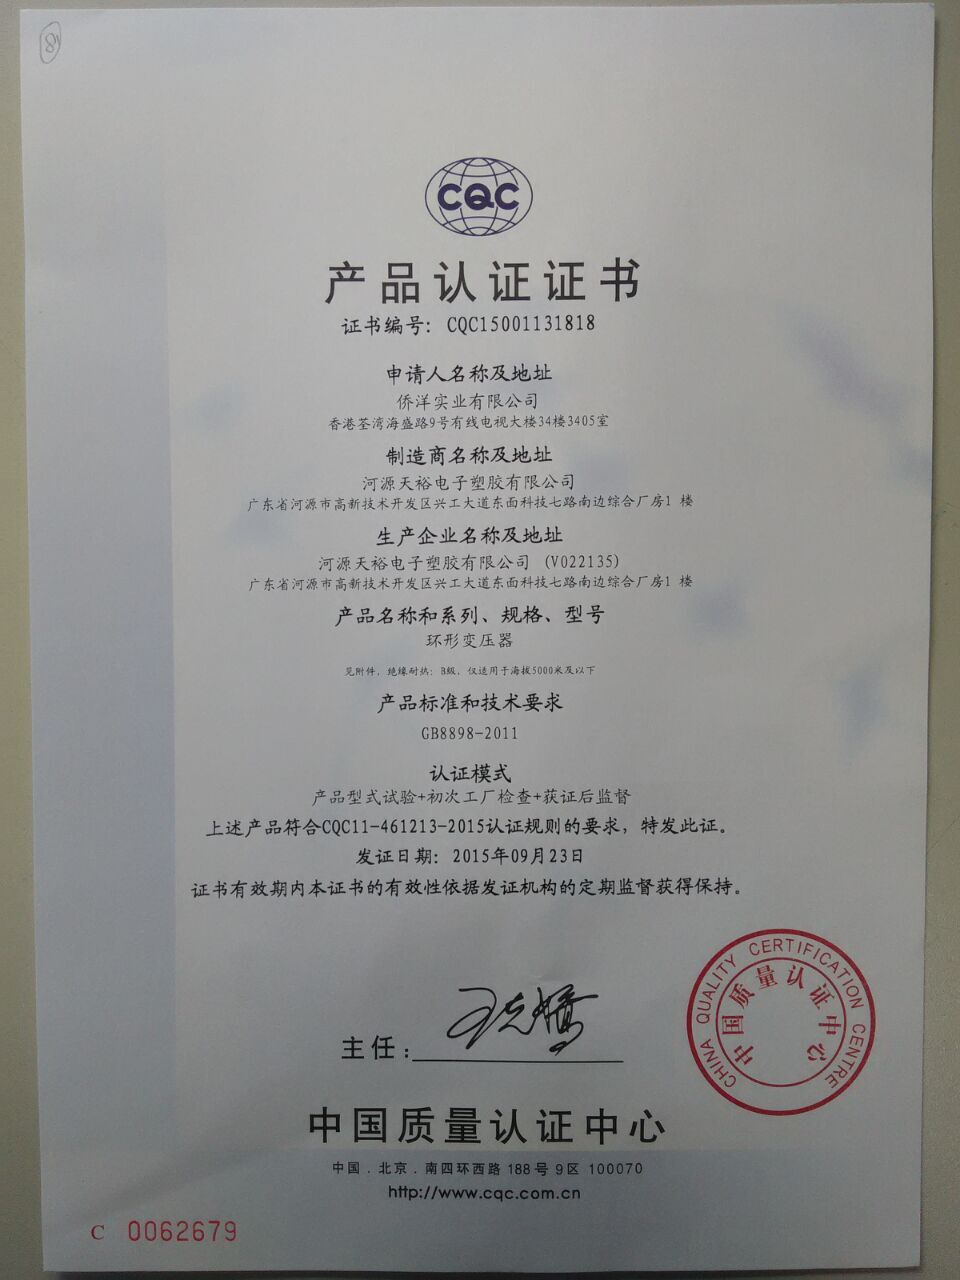 8
CQC
产品认证证书
证书编号: CQC15001131818
申请人名称及地址
侨洋实业有限公司
香港荃湾海盛路9号有线电视大楼34楼3405室
制造商名称及地址
河源天裕电子塑胶有限公司
广东省河源市高新技术开发区兴工大道东面科技七路南边综合厂房1 楼
生产企业名称及地址
河源天裕电子塑胶有限公司 (V022135)
广东省河源市高新技术开发区兴工大道东面科技七路南边综合厂房1 楼
产品名称和系列、规格、型号
环形变压器
见附件, 绝缘耐热: B级, 仅适用于海拔5000米及以下
产品标准和技术要求
GB8898-2011
认证模式
产品型式试验+初次工厂检查+获证后监督
上述产品符合CQC11-461213-2015认证规则的要求, 特发此证。
发证日期: 2015年09月23日
证书有效期内本证书的有效性依据发证机构的定期监督获得保持。
CHINA QUALITY CERTIFICATION CENTRE
中国质量认证中心
主任:
中国质量认证中心
中国.北京.南四环西路 188号 9区 100070
http://www.cqc.com.cn
C 0062679